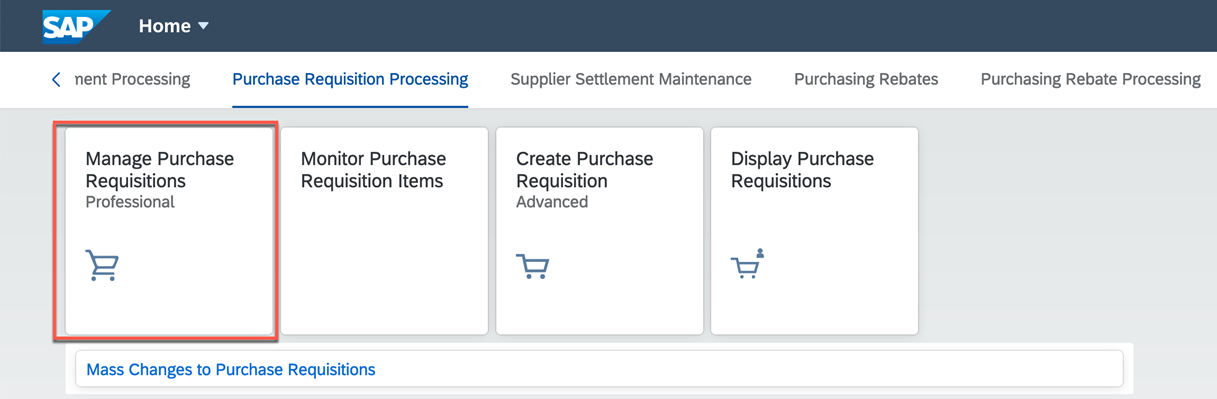 SAP Home
ment Processing Purchase Requisition Processing Supplier Settlement Maintenance Purchasing Rebates Purchasing Rebate Processing
Manage Purchase
Requisitions
Professional
Monitor Purchase
Requisition Items
Create Purchase
Requisition
Advanced
Display Purchase
Requisitions
Mass Changes to Purchase Requisitions